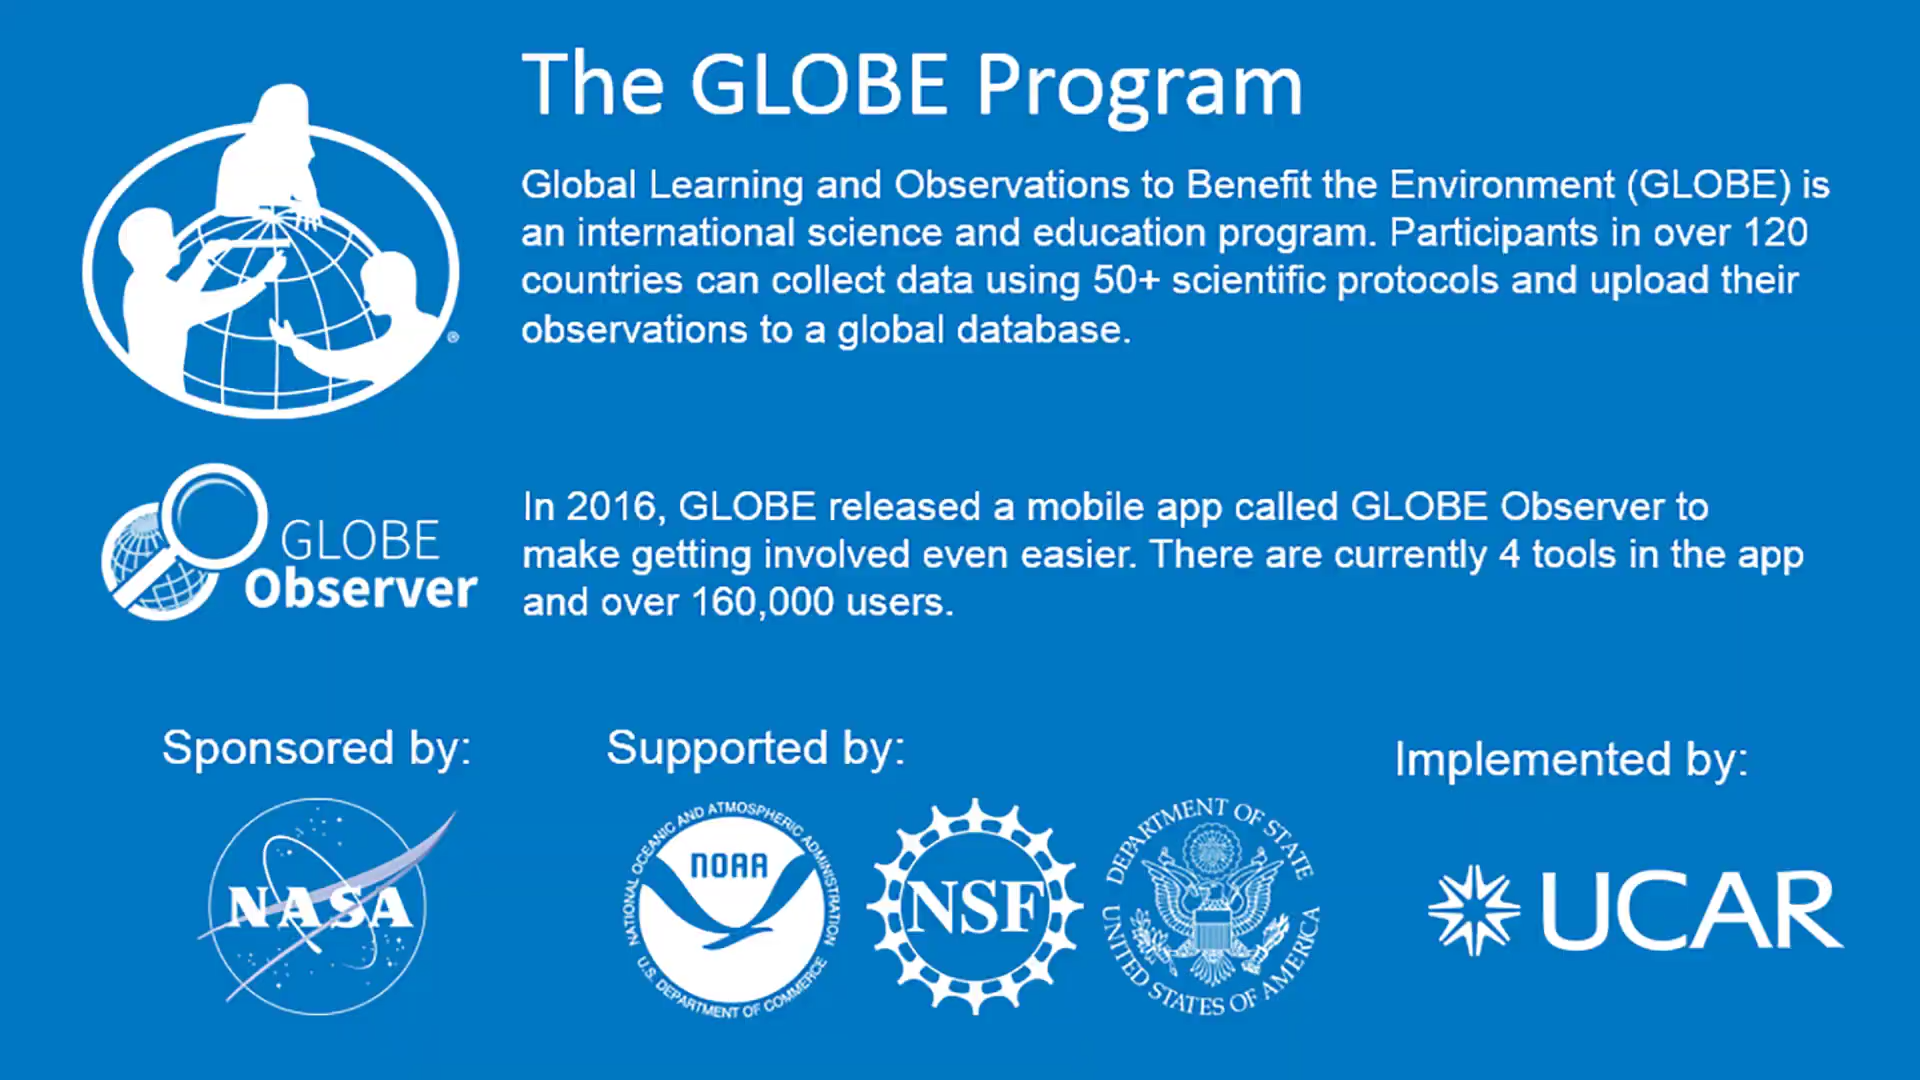 The GLOBE Program
Global Learning and Observations to Benefit the Environment (GLOBE) is
an international science and education program. Participants in over 120
countries can collect data using 50+ scientific protocols and upload their
observations to a global database.
®
GLOBE
Observer
In 2016, GLOBE released a mobile app called GLOBE Observer to
make getting involved even easier. There are currently 4 tools in the app
and over 160,000 users.
Sponsored by:
Supported by:
Implemented by:
NASA
NATIONAL OCEANIC AND ATMOSPHERIC ADMINISTRATION
NOAA
U.S. DEPARTMENT OF COMMERCE
NSF
DEPARTMENT OF STATE
UNITED STATES OF AMERICA
UCAR